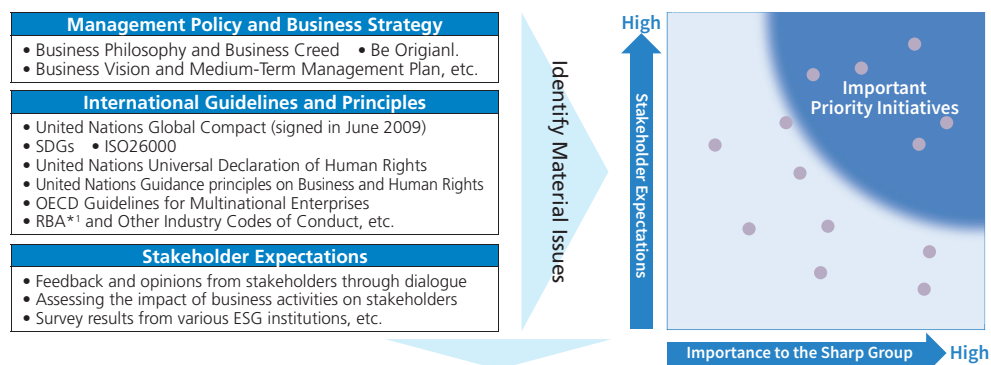 Management Policy and Business Strategy
• Business Philosophy and Business Creed • Be Origianl.
• Business Vision and Medium-Term Management Plan, etc.
International Guidelines and Principles
• United Nations Global Compact (signed in June 2009)
• SDGs • ISO26000
• United Nations Universal Declaration of Human Rights
• United Nations Guidance principles on Business and Human Rights
• OECD Guidelines for Multinational Enterprises
• RBA*¹ and Other Industry Codes of Conduct, etc.
Stakeholder Expectations
• Feedback and opinions from stakeholders through dialogue
• Assessing the impact of business activities on stakeholders
• Survey results from various ESG institutions, etc.
Identify Material Issues
High
Stakeholder Expectations
Important
Priority Initiatives
Importance to the Sharp Group
High